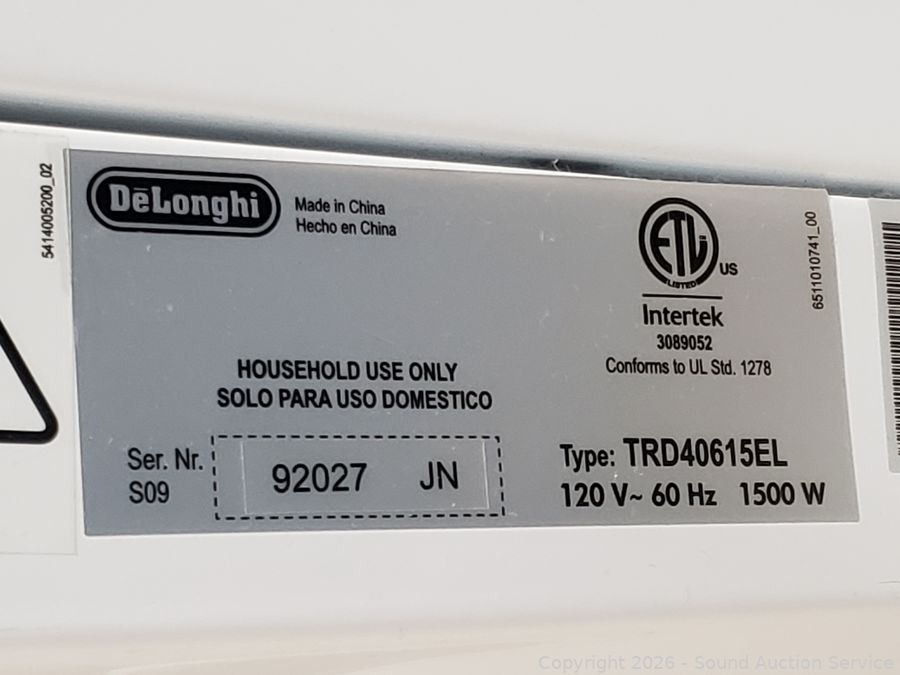 5414005200_02
DēLonghi
Made in China
Hecho en China
ETL
LISTED
US
Intertek
3089052
Conforms to UL Std. 1278
6511010741_00
HOUSEHOLD USE ONLY
SOLO PARA USO DOMESTICO
Ser. Nr.
S09
92027 JN
Type: TRD40615EL
120 V~ 60 Hz 1500 W
Copyright 2026 - Sound Auction Service